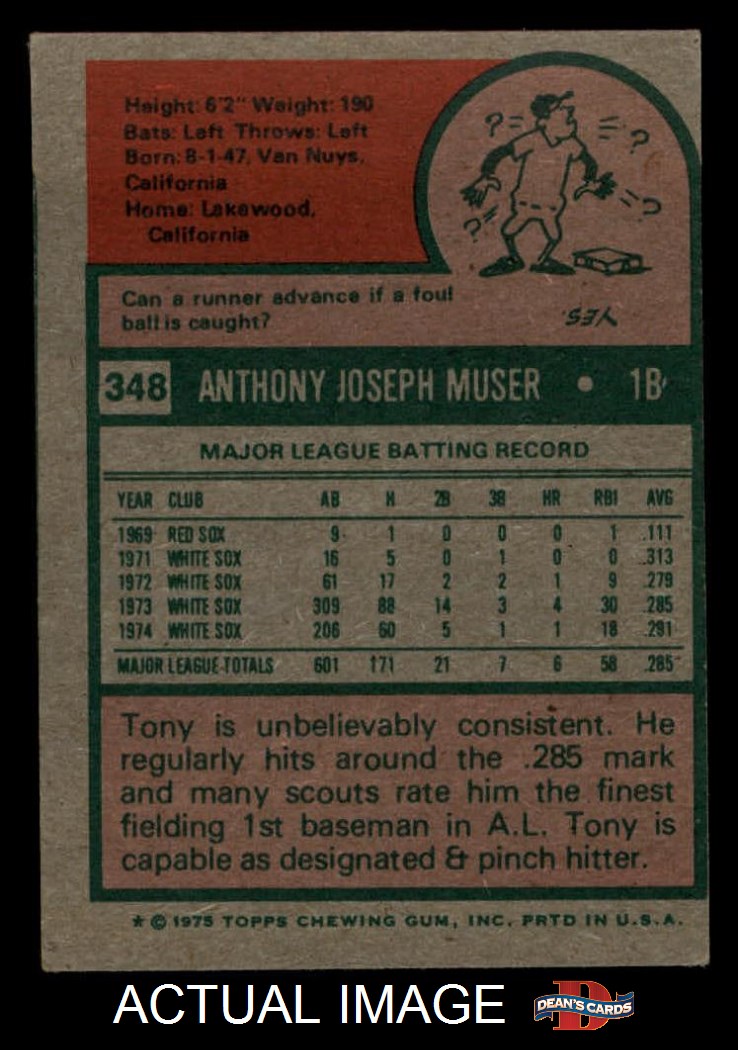 Height: 6'2" Weight: 190
Bats: Left Throws: Left
Born: 8-1-47, Van Nuys,
California
Home: Lakewood,
California
? = = ?
? = ?
Can a runner advance if a foul
ball is caught?
YES.
348 ANTHONY JOSEPH MUSER • 1B
MAJOR LEAGUE BATTING RECORD
YEAR CLUB AB H 2B 3B HR RBI AVG
1969 RED SOX 9 1 0 0 0 1 .111
1971 WHITE SOX 16 5 0 1 0 0 .313
1972 WHITE SOX 61 17 2 2 1 9 .279
1973 WHITE SOX 309 88 14 3 4 30 .285
1974 WHITE SOX 206 60 5 1 1 18 .291
MAJOR LEAGUE TOTALS 601 171 21 7 6 58 .285
Tony is unbelievably consistent. He
regularly hits around the .285 mark
and many scouts rate him the finest
fielding 1st baseman in A.L. Tony is
capable as designated & pinch hitter.
* © 1975 TOPPS CHEWING GUM, INC. PRTD IN U.S.A.
ACTUAL IMAGE D DEAN'S CARDS